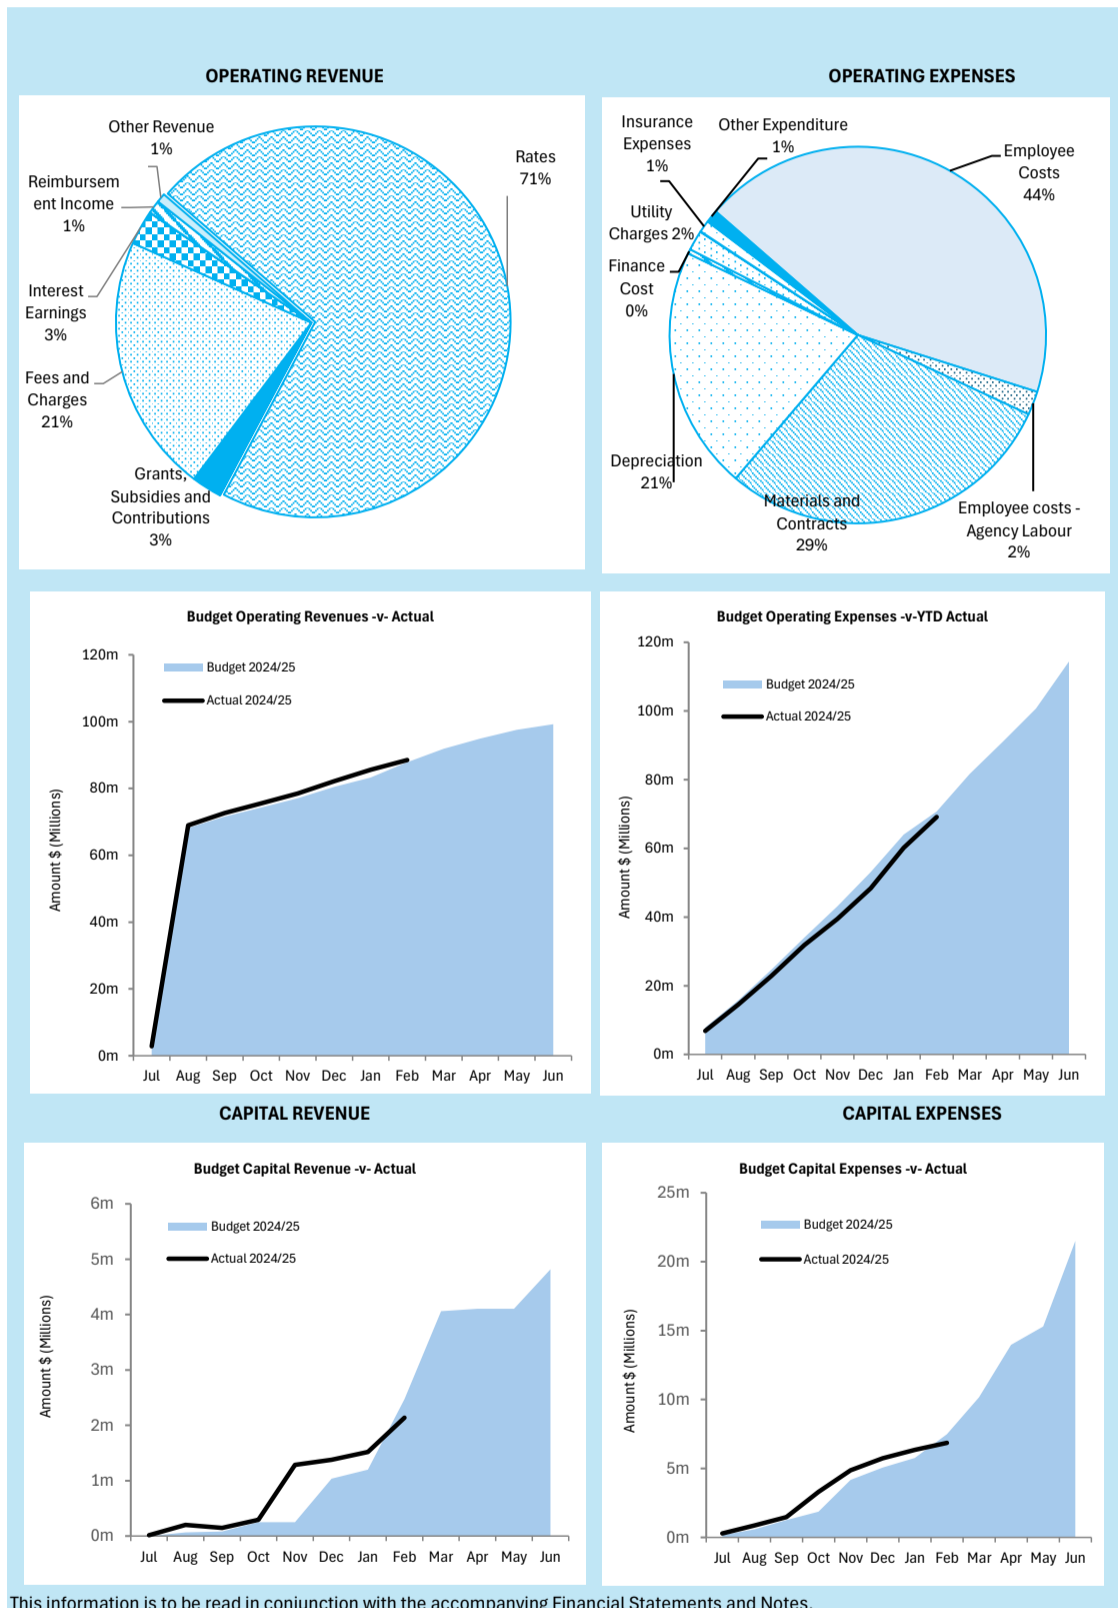 OPERATING REVENUE
OPERATING EXPENSES
Other Revenue
1%
Reimbursem
ent Income
1%
Interest
Earnings
3%
Fees and
Charges
21%
Grants,
Subsidies and
Contributions
3%
Rates
71%
Insurance
Expenses
1%
Other Expenditure
1%
Employee
Costs
44%
Utility
Charges 2%
Finance
Cost
0%
Depreciation
21%
Materials and
Contracts
29%
Employee costs -
Agency Labour
2%
Budget Operating Revenues -v- Actual
Budget 2024/25
Actual 2024/25
Amount $ (Millions)
120m
100m
80m
60m
40m
20m
0m
Jul Aug Sep Oct Nov Dec Jan Feb Mar Apr May Jun
Budget Operating Expenses -v-YTD Actual
Budget 2024/25
Actual 2024/25
Amount $ (Millions)
120m
100m
80m
60m
40m
20m
0m
Jul Aug Sep Oct Nov Dec Jan Feb Mar Apr May Jun
CAPITAL REVENUE
CAPITAL EXPENSES
Budget Capital Revenue -v- Actual
Budget 2024/25
Actual 2024/25
Amount $ (Millions)
6m
5m
4m
3m
2m
1m
0m
Jul Aug Sep Oct Nov Dec Jan Feb Mar Apr May Jun
Budget Capital Expenses -v- Actual
Budget 2024/25
Actual 2024/25
Amount $ (Millions)
25m
20m
15m
10m
5m
0m
Jul Aug Sep Oct Nov Dec Jan Feb Mar Apr May Jun
This information is to be read in conjunction with the accompanying Financial Statements and Notes.